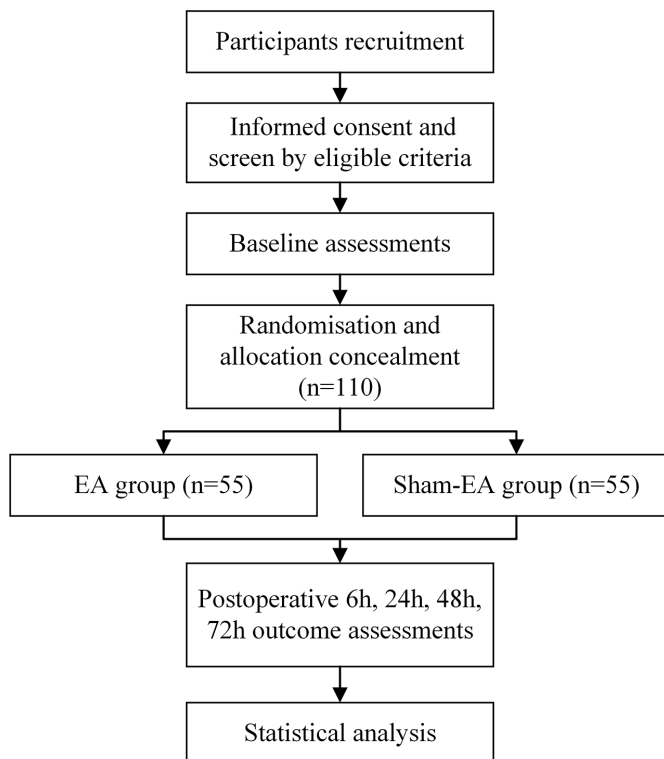 Participants recruitment
Informed consent and
screen by eligible criteria
Baseline assessments
Randomisation and
allocation concealment
(n=110)
EA group (n=55)
Sham-EA group (n=55)
Postoperative 6h, 24h, 48h,
72h outcome assessments
Statistical analysis